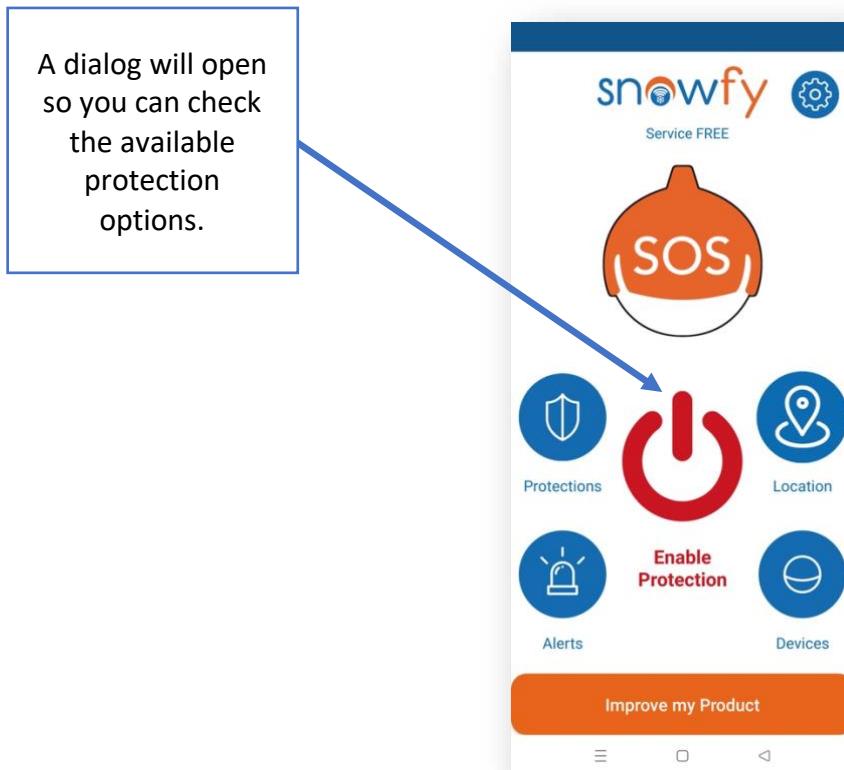 A dialog will open
so you can check
the available
protection
options.
snowfy
Service FREE
SOS
Protections
Location
Enable
Protection
Alerts
Devices
Improve my Product